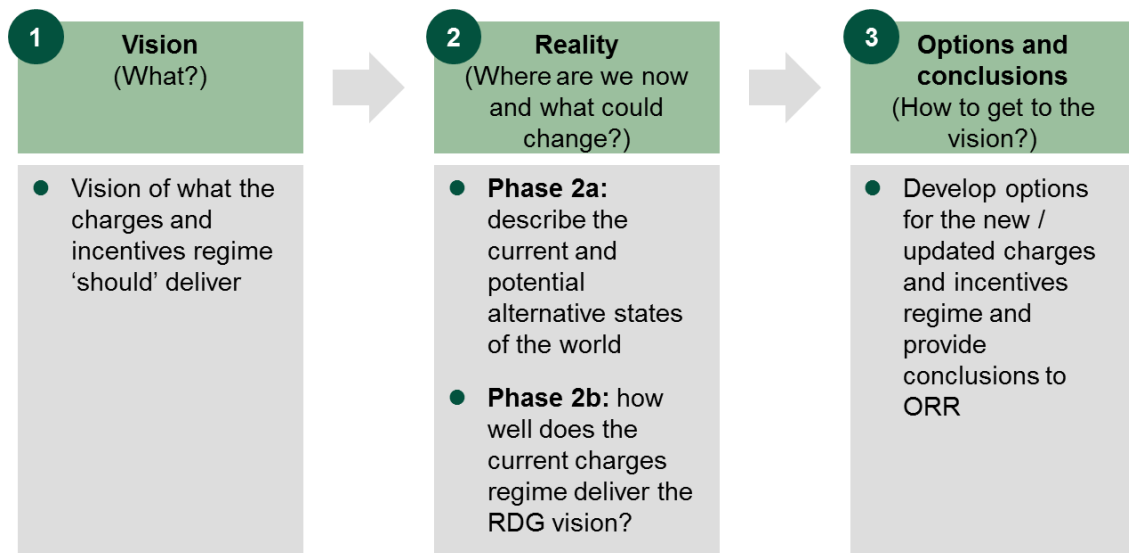 1
Vision
(What?)
Vision of what the
charges and
incentives regime
‘should’ deliver
2
Reality
(Where are we now
and what could
change?)
Phase 2a:
describe the
current and
potential
alternative states
of the world
Phase 2b: how
well does the
current charges
regime deliver the
RDG vision?
3
Options and
conclusions
(How to get to the
vision?)
Develop options
for the new /
updated charges
and incentives
regime and
provide
conclusions to
ORR